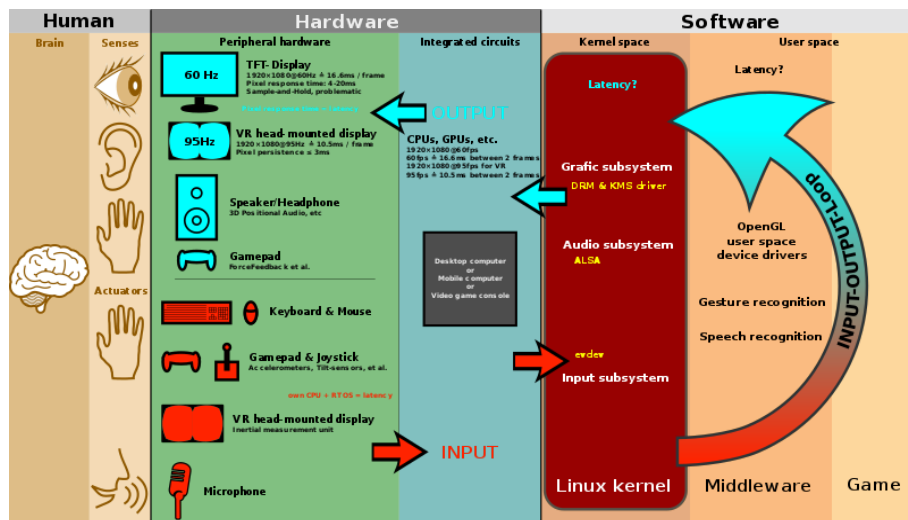 Human
Hardware
Software
Brain
Senses
Peripheral hardware
Integrated circuits
Kernel space
User space
60 Hz
TFT- Display
1920×1080@60Hz ≙ 16.6ms / frame
Pixel response time: 4-20ms
Sample-and-Hold, problematic
95Hz
VR head-mounted display
1920×1080@95Hz ≙ 10.5ms / frame
Pixel persistence ≤ 3ms
Speaker/Headphone
3D Positional Audio, etc
Gamepad
ForceFeedback et al.
Actuators
Keyboard & Mouse
Gamepad & Joystick
Accelerometers, Tilt-sensors, et al.
own CPU + RTOS = latency
VR head-mounted display
Inertial measurement unit
Microphone
OUTPUT
CPUs, GPUs, etc.
1920×1080@60fps
60fps ≙ 16.6ms between 2 frames
1920×1080@95fps for VR
95fps ≙ 10.5ms between 2 frames
Desktop computer
or
Mobile computer
or
Video game console
INPUT
Latency?
Grafic subsystem
DRM & KMS driver
Audio subsystem
ALSA
evdev
Input subsystem
Linux kernel
Latency?
OpenGL
user space
device drivers
Gesture recognition
Speech recognition
INPUT-OUTPUT-Loop
Middleware
Game